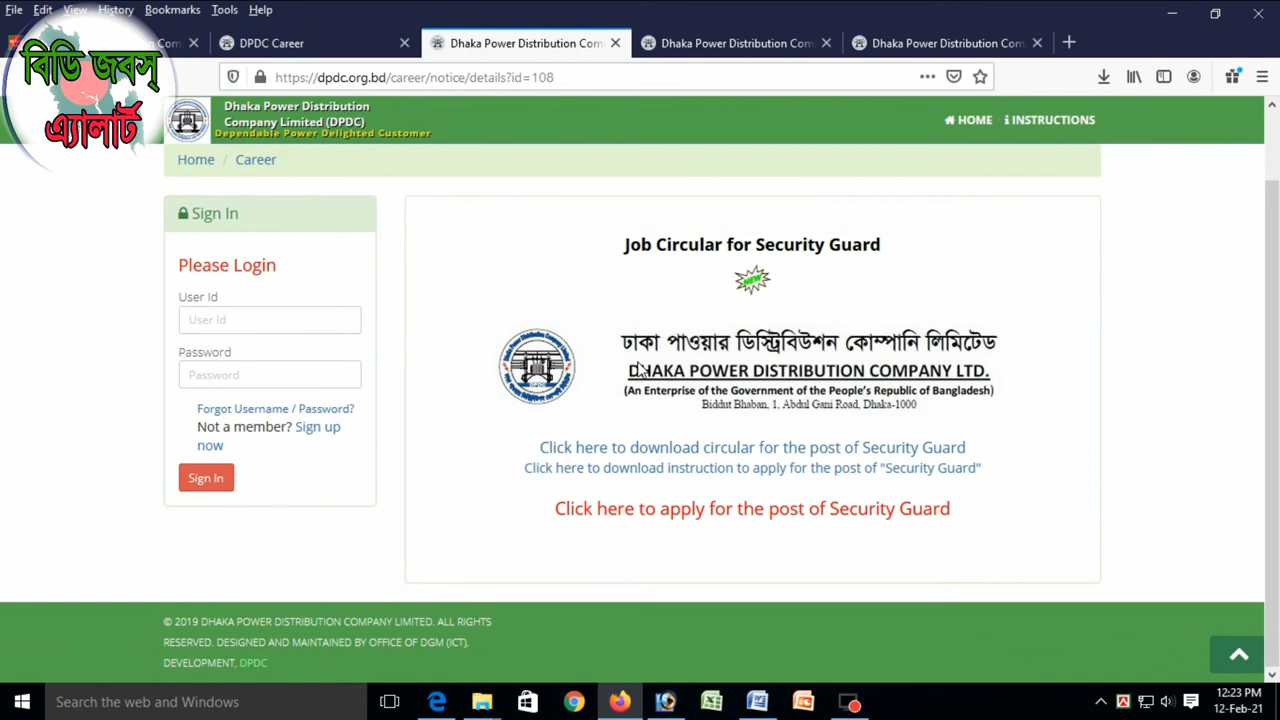 File Edit View History Bookmarks Tools Help
বিডি জবস্
এ্যালার্ট
Com
DPDC Career
Dhaka Power Distribution Com
Dhaka Power Distribution Com
Dhaka Power Distribution Com
https://dpdc.org.bd/career/notice/details?id=108
Dhaka Power Distribution
Company Limited (DPDC)
Dependable Power Delighted Customer
HOME INSTRUCTIONS
Home / Career
Sign In
Please Login
User Id
User Id
Password
Password
Forgot Username / Password?
Not a member? Sign up
now
Sign In
Job Circular for Security Guard
NEW
ঢাকা পাওয়ার ডিস্ট্রিবিউশন কোম্পানি লিমিটেড
DHAKA POWER DISTRIBUTION COMPANY LTD.
(An Enterprise of the Government of the People's Republic of Bangladesh)
Biddut Bhaban, 1, Abdul Gani Road, Dhaka-1000
Click here to download circular for the post of Security Guard
Click here to download instruction to apply for the post of "Security Guard"
Click here to apply for the post of Security Guard
© 2019 DHAKA POWER DISTRIBUTION COMPANY LIMITED. ALL RIGHTS
RESERVED. DESIGNED AND MAINTAINED BY OFFICE OF DGM (ICT),
DEVELOPMENT, DPDC
Search the web and Windows
12:23 PM
12-Feb-21